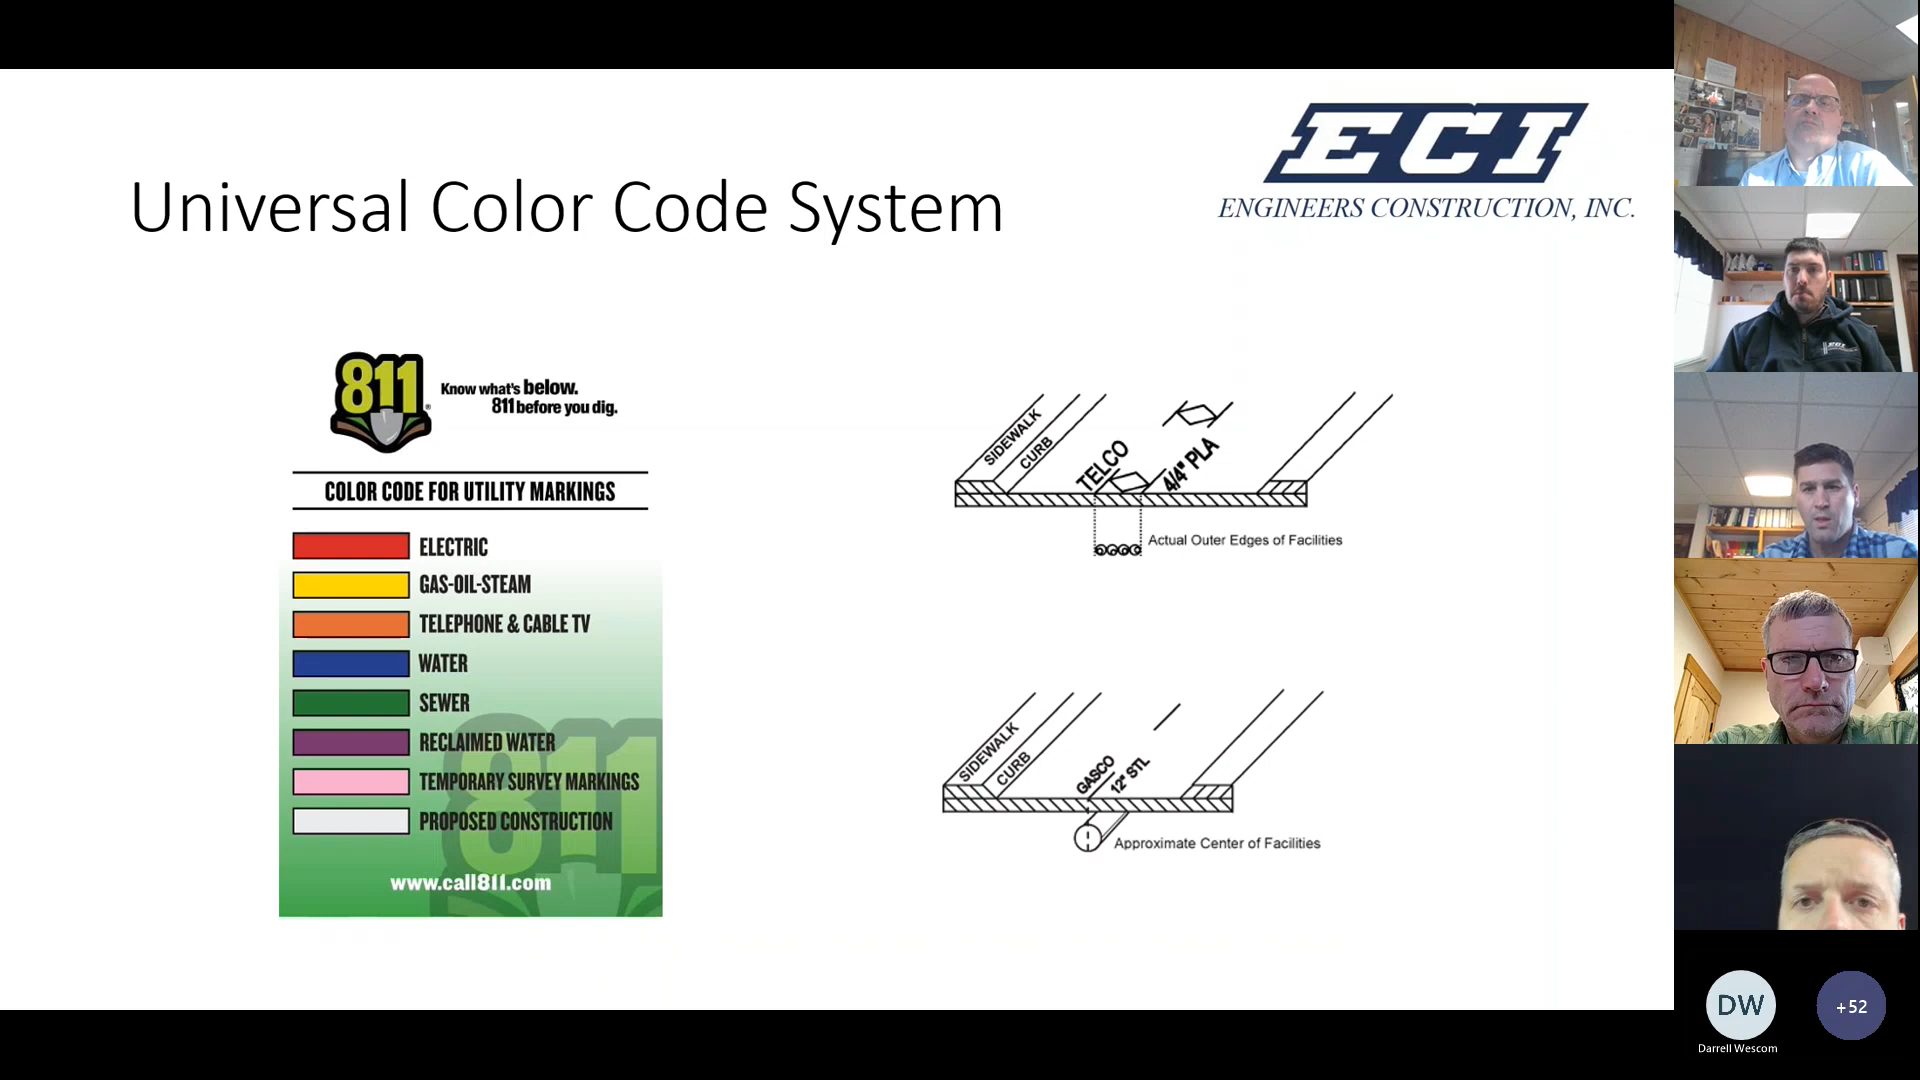 Universal Color Code System
ECI
ENGINEERS CONSTRUCTION, INC.
811
Know what's below.
811 before you dig.
COLOR CODE FOR UTILITY MARKINGS
ELECTRIC
GAS-OIL-STEAM
TELEPHONE & CABLE TV
WATER
SEWER
RECLAIMED WATER
TEMPORARY SURVEY MARKINGS
PROPOSED CONSTRUCTION
811
www.call811.com
SIDEWALK
CURB
TELCO
4/4" PLA
Actual Outer Edges of Facilities
SIDEWALK
CURB
GASCO
12" STL
Approximate Center of Facilities
ECI
DW
+52
Darrell Wescom